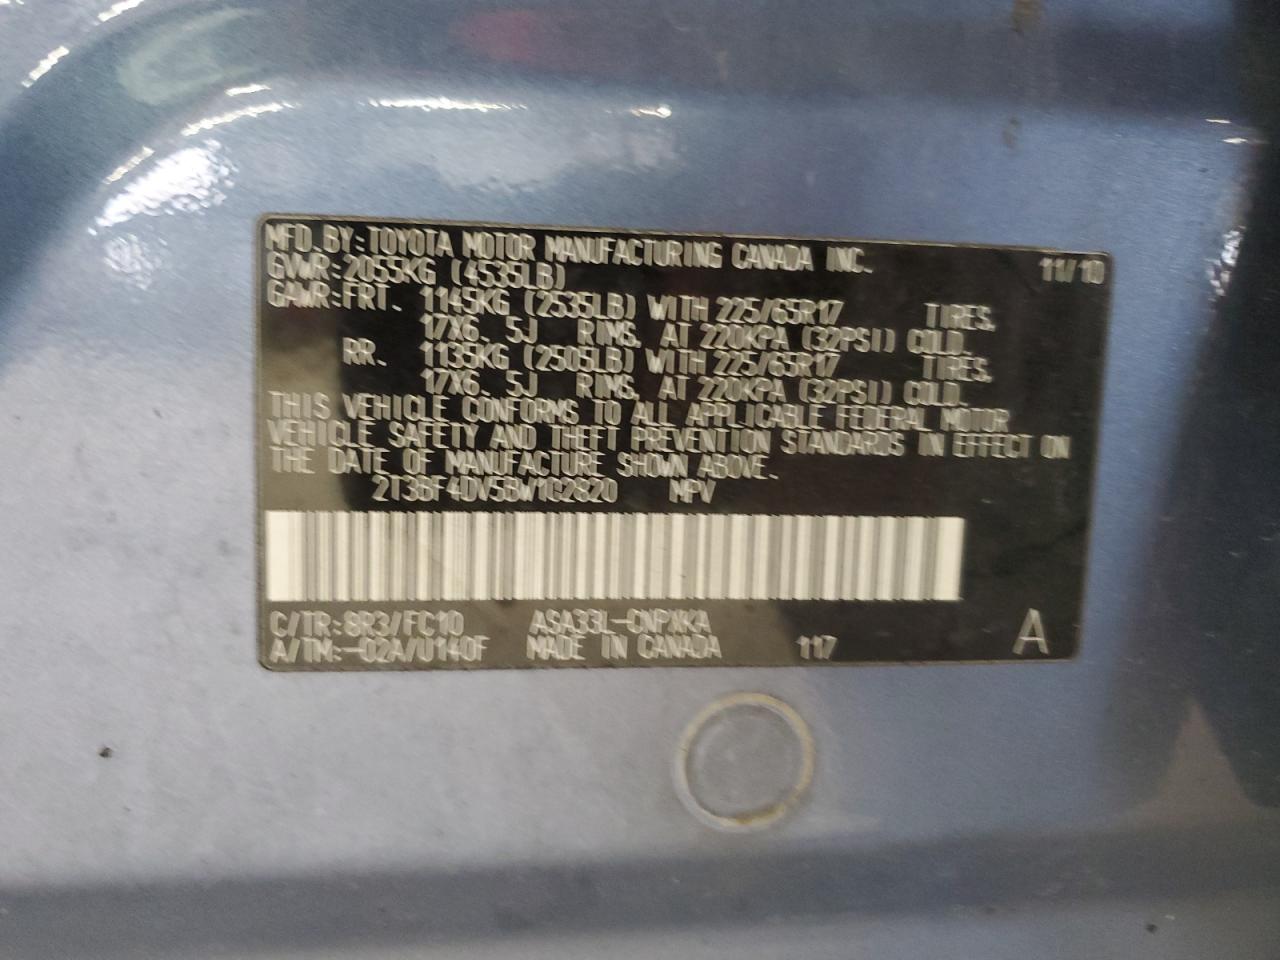 MFD. BY: TOYOTA MOTOR MANUFACTURING CANADA INC. 11/10
GVWR: 2055KG (4535LB)
GAWR: FRT. 1145KG (2535LB) WITH 225/65R17 TIRES.
17X6. 5J RIMS, AT 220KPA (32PSI) COLD.
RR. 1135KG (2505LB) WITH 225/65R17 TIRES.
17X6. 5J RIMS, AT 220KPA (32PSI) COLD.
THIS VEHICLE CONFORMS TO ALL APPLICABLE FEDERAL MOTOR
VEHICLE SAFETY AND THEFT PREVENTION STANDARDS IN EFFECT ON
THE DATE OF MANUFACTURE SHOWN ABOVE.
MPV
C/TR: 8R3/FC10 ASA33L-CNPXKA
A/TM: -02A/U140F MADE IN CANADA 117 A